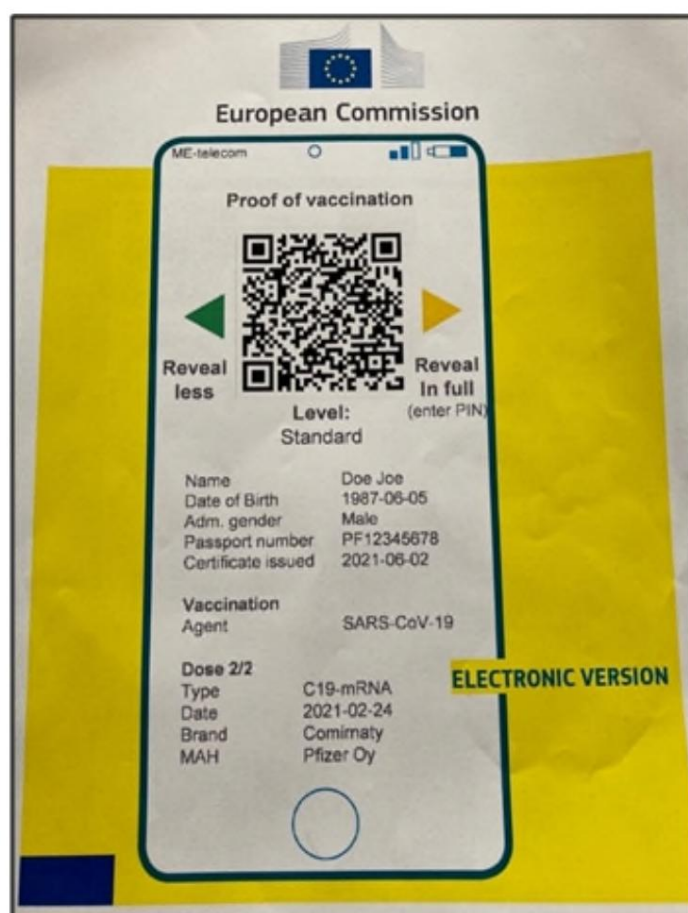 European Commission
ME-telecom
Proof of vaccination
Reveal less
Reveal In full (enter PIN)
Level:
Standard
Name Doe Joe
Date of Birth 1987-06-05
Adm. gender Male
Passport number PF12345678
Certificate issued 2021-06-02
Vaccination
Agent SARS-CoV-19
Dose 2/2
Type C19-mRNA
Date 2021-02-24
Brand Comirnaty
MAH Pfizer Oy
ELECTRONIC VERSION